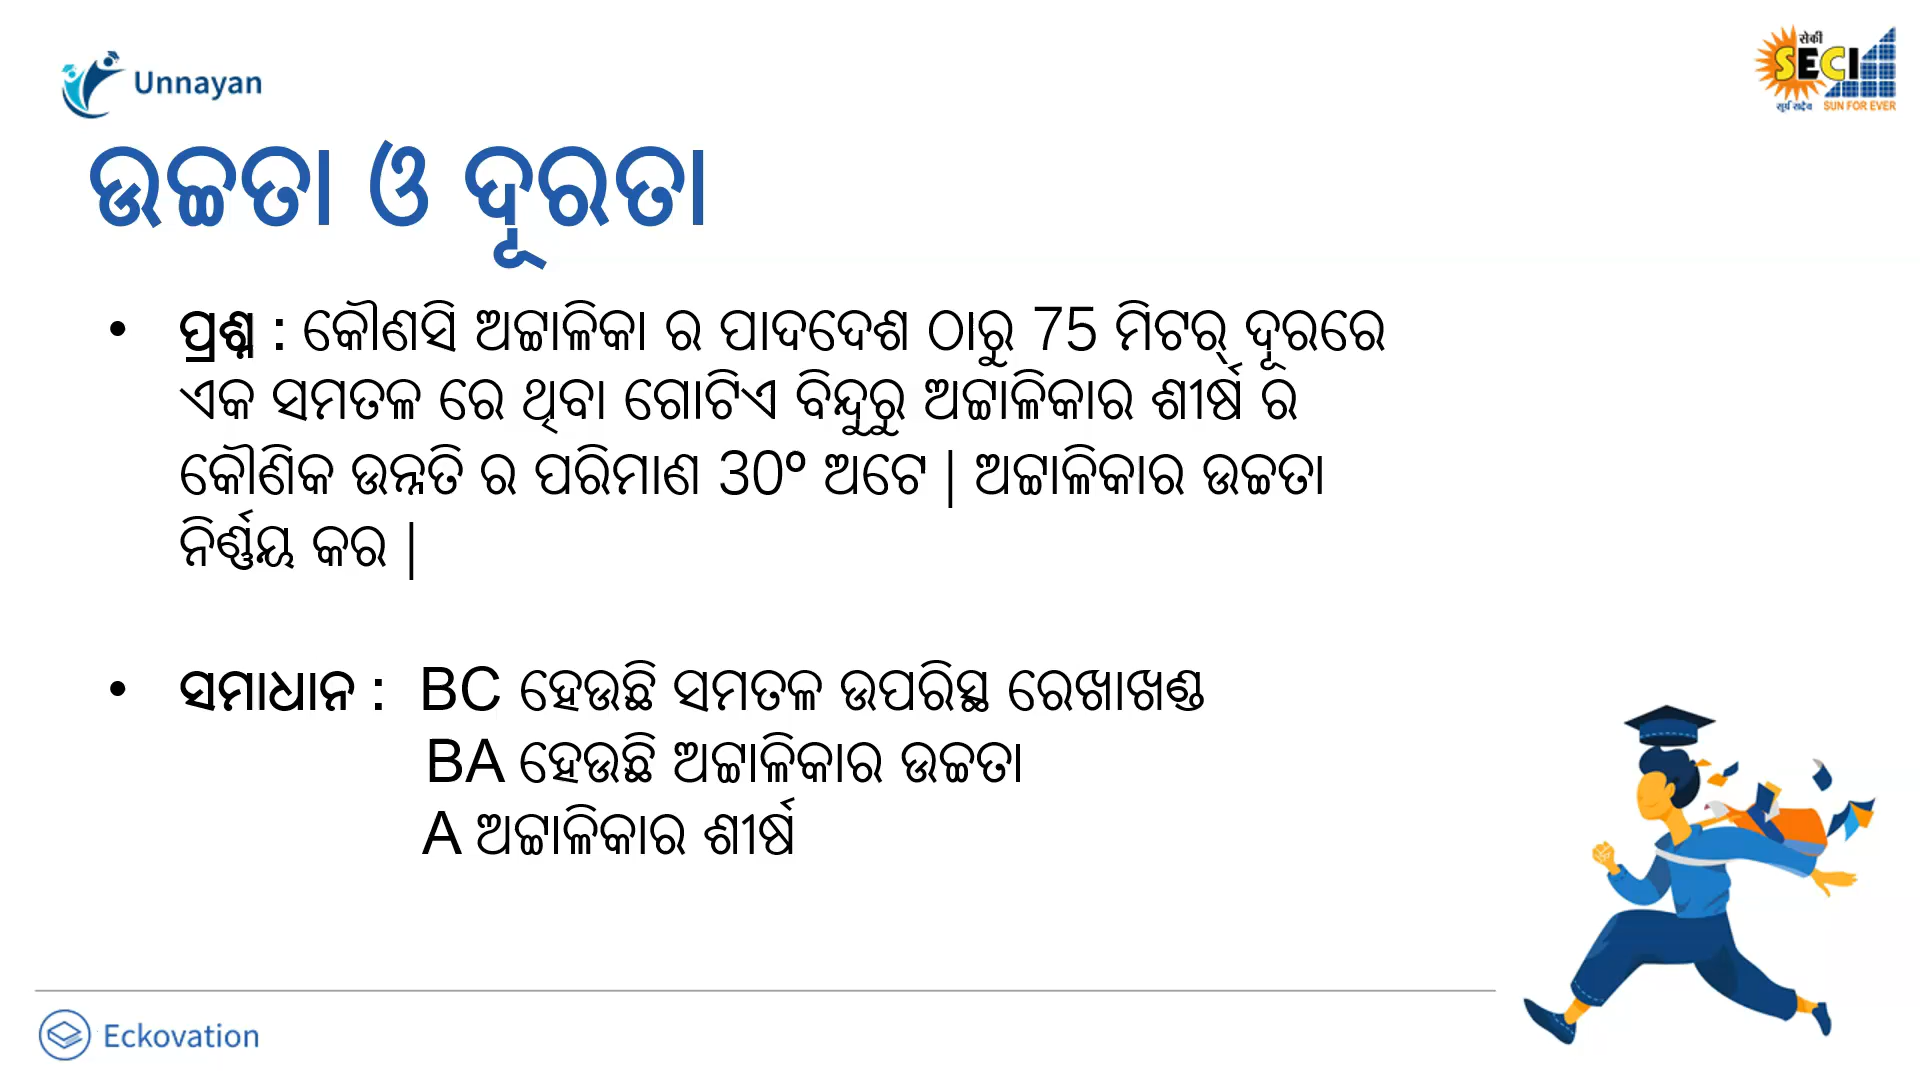 Unnayan
सेकी
SECI
सूर्य सदैव SUN FOR EVER
ଉଚ୍ଚତା ଓ ଦୂରତା
• ପ୍ରଶ୍ନ : କୌଣସି ଅଟ୍ଟାଳିକା ର ପାଦଦେଶ ଠାରୁ 75 ମିଟର୍ ଦୂରରେ
ଏକ ସମତଳ ରେ ଥିବା ଗୋଟିଏ ବିନ୍ଦୁରୁ ଅଟ୍ଟାଳିକାର ଶୀର୍ଷ ର
କୌଣିକ ଉନ୍ନତି ର ପରିମାଣ 30º ଅଟେ | ଅଟ୍ଟାଳିକାର ଉଚ୍ଚତା
ନିର୍ଣ୍ଣୟ କର |
• ସମାଧାନ : BC ହେଉଛି ସମତଳ ଉପରିସ୍ଥ ରେଖାଖଣ୍ଡ
BA ହେଉଛି ଅଟ୍ଟାଳିକାର ଉଚ୍ଚତା
A ଅଟ୍ଟାଳିକାର ଶୀର୍ଷ
Eckovation